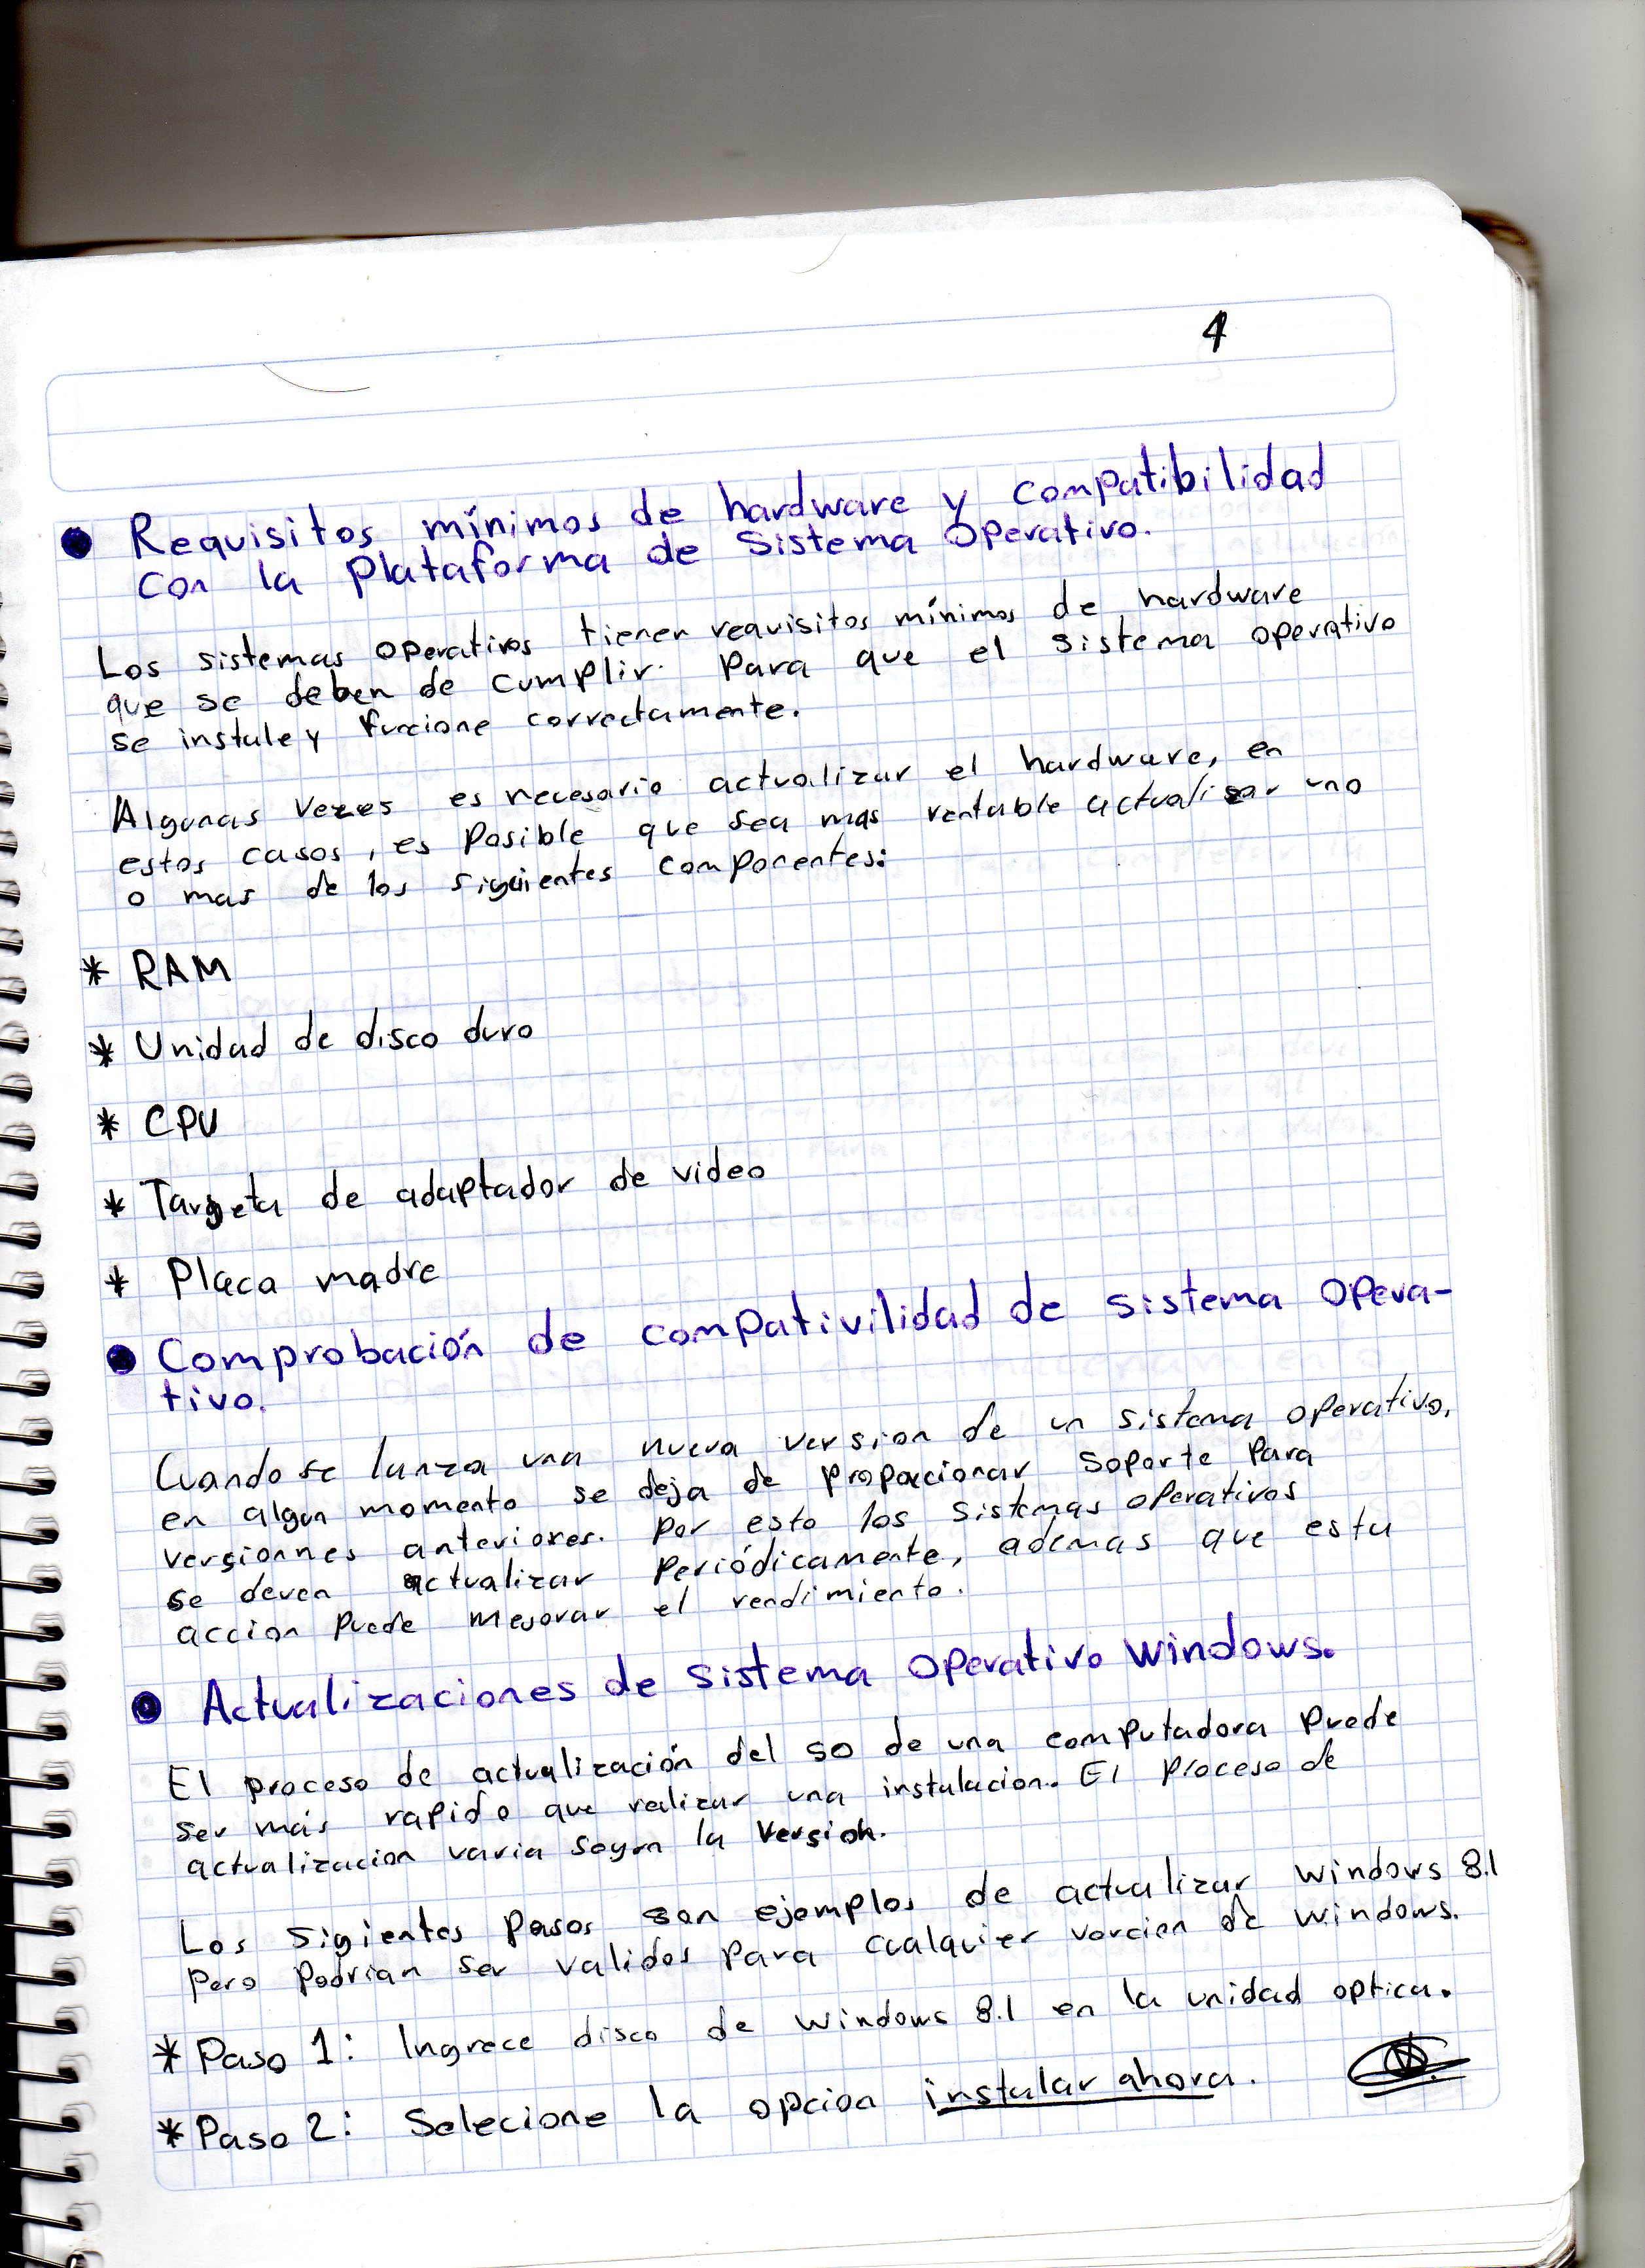 4
● Requisitos mínimos de hardware y compatibilidad
con la Plataforma de Sistema Operativo.
Los sistemas operativos tienen requisitos mínimos de hardware
que se deben de cumplir. Para que el sistema operativo
se instale y funcione correctamente.
Algunas vezes es necesario actualizar el hardware, en
estos casos, es posible que sea mas rentable actualizar uno
o mas de los siguientes componentes:
* RAM
* Unidad de disco duro
* CPU
* Targeta de adaptador de video
* Placa madre
● Comprobación de compativilidad de sistema opera-
tivo.
Cuando se lanza una nueva version de un sistema operativo,
en algun momento se deja de proporcionar soporte para
versionnes anteriores. por esto los sistemas operativos
se deven actualizar periódicamente, ademas que esta
accion puede mejorar el rendimiento.
● Actualizaciones de sistema operativo windows.
El proceso de actualización del so de una computadora puede
ser más rapido que realizar una instalacion. El proceso de
actualizacion varia segun la version.
Los sigientes pasos son ejemplos de actualizar windows 8.1
pero podrian ser validos para cualquier vercion de windows.
* Paso 1: Ingrece disco de windows 8.1 en la unidad optica.
* Paso 2: Selecione la opcion instalar ahora.